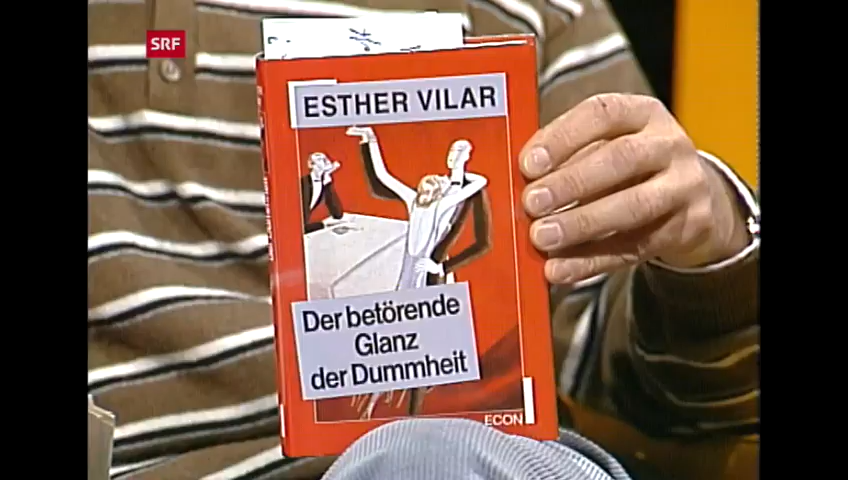 SRF
ESTHER VILAR
Der betörende
Glanz
der Dummheit
ECON